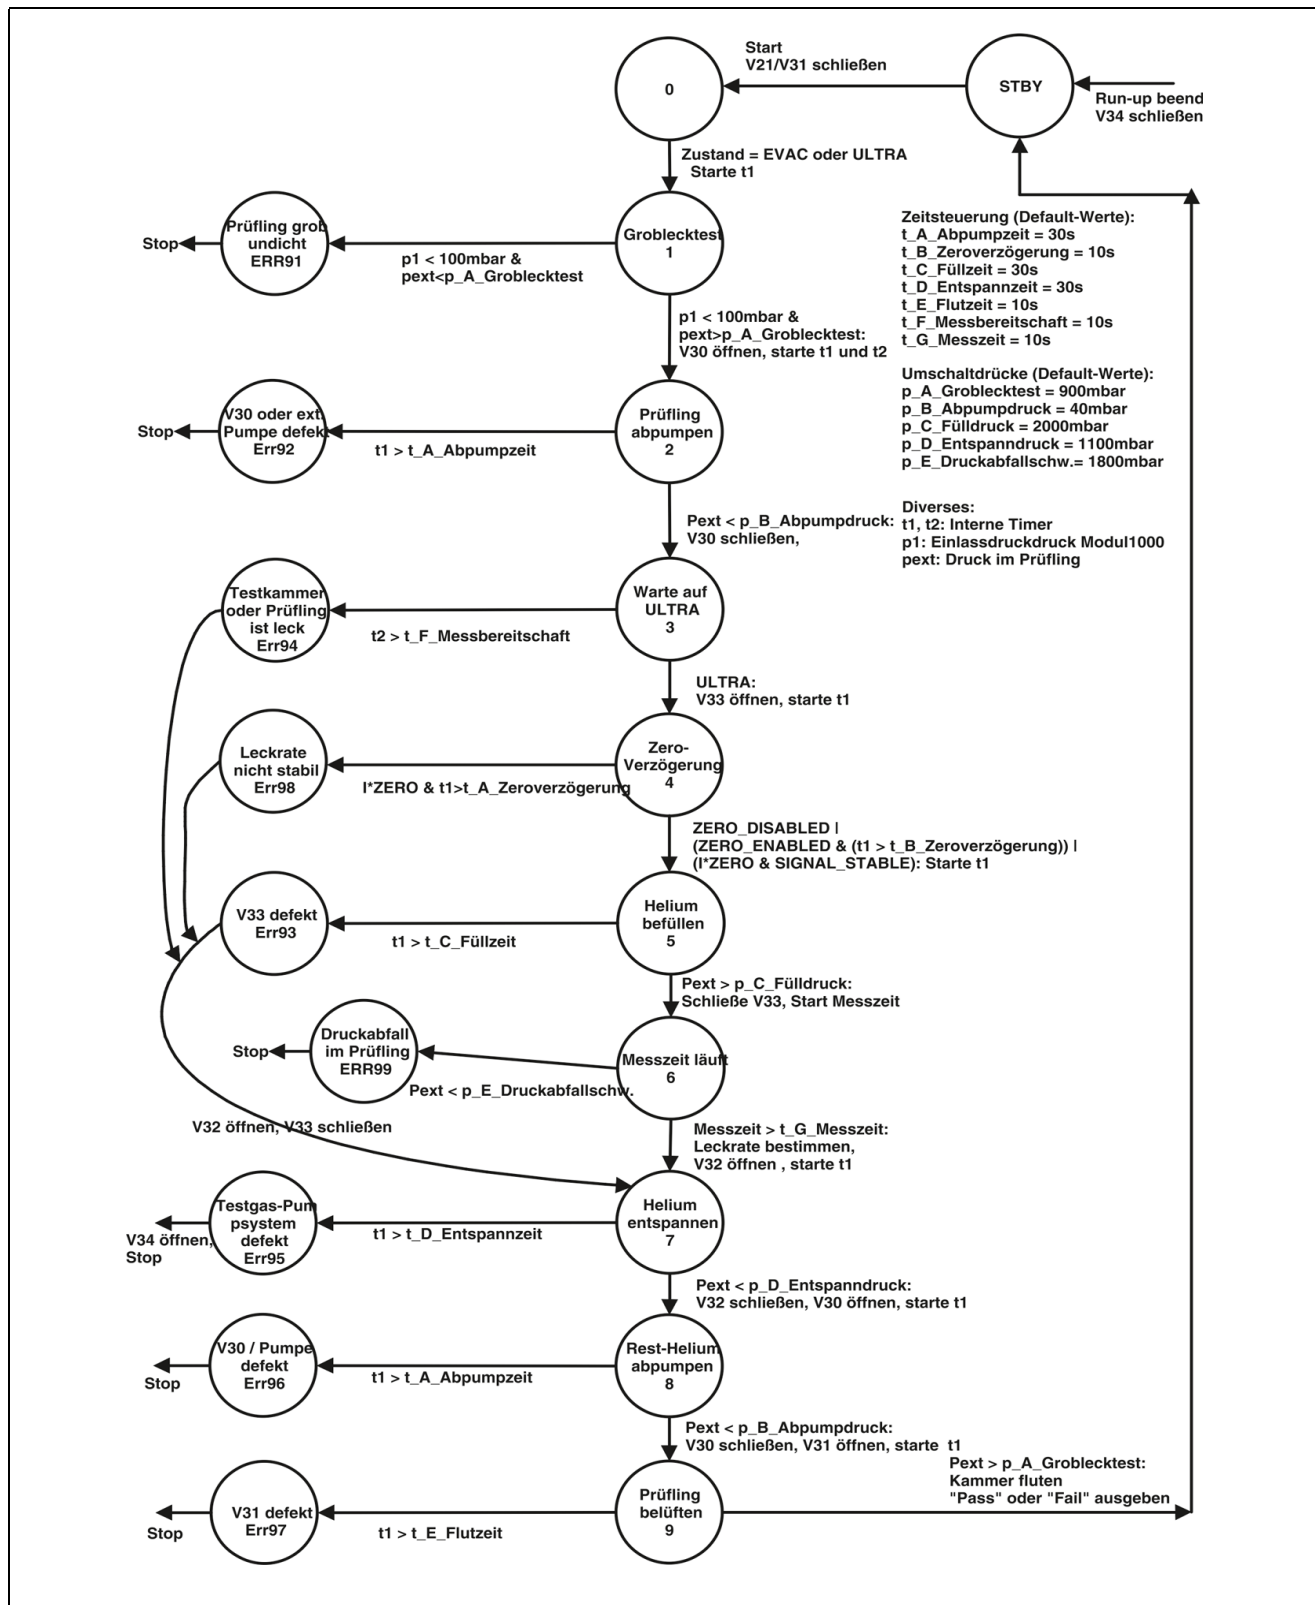 Start
V21/V31 schließen
0
STBY
Run-up beend
V34 schließen
Zustand = EVAC oder ULTRA
Starte t1
Prüfling grob
undicht
ERR91
Stop
Groblecktest
1
p1 < 100mbar &
pext<p_A_Groblecktest
Zeitsteuerung (Default-Werte):
t_A_Abpumpzeit = 30s
t_B_Zeroverzögerung = 10s
t_C_Füllzeit = 30s
t_D_Entspannzeit = 30s
t_E_Flutzeit = 10s
t_F_Messbereitschaft = 10s
t_G_Messzeit = 10s
p1 < 100mbar &
pext>p_A_Groblecktest:
V30 öffnen, starte t1 und t2
Umschaltdrücke (Default-Werte):
p_A_Groblecktest = 900mbar
p_B_Abpumpdruck = 40mbar
p_C_Fülldruck = 2000mbar
p_D_Entspanndruck = 1100mbar
p_E_Druckabfallschw.= 1800mbar
V30 oder ext.
Pumpe defekt
Err92
Stop
Prüfling
abpumpen
2
t1 > t_A_Abpumpzeit
Diverses:
t1, t2: Interne Timer
p1: Einlassdruckdruck Modul1000
pext: Druck im Prüfling
Pext < p_B_Abpumpdruck:
V30 schließen,
Testkammer
oder Prüfling
ist leck
Err94
Warte auf
ULTRA
3
t2 > t_F_Messbereitschaft
ULTRA:
V33 öffnen, starte t1
Leckrate
nicht stabil
Err98
Zero-
Verzögerung
4
I*ZERO & t1>t_A_Zeroverzögerung
ZERO_DISABLED I
(ZERO_ENABLED & (t1 > t_B_Zeroverzögerung)) I
(I*ZERO & SIGNAL_STABLE): Starte t1
V33 defekt
Err93
Helium
befüllen
5
t1 > t_C_Füllzeit
Pext > p_C_Fülldruck:
Schließe V33, Start Messzeit
Druckabfall
im Prüfling
ERR99
Stop
Messzeit läuft
6
Pext < p_E_Druckabfallschw.
V32 öffnen, V33 schließen
Messzeit > t_G_Messzeit:
Leckrate bestimmen,
V32 öffnen , starte t1
Testgas-Pum
psystem
defekt
Err95
V34 öffnen,
Stop
Helium
entspannen
7
t1 > t_D_Entspannzeit
Pext < p_D_Entspanndruck:
V32 schließen, V30 öffnen, starte t1
V30 / Pumpe
defekt
Err96
Stop
Rest-Helium
abpumpen
8
t1 > t_A_Abpumpzeit
Pext < p_B_Abpumpdruck:
V30 schließen, V31 öffnen, starte t1
Pext > p_A_Groblecktest:
Kammer fluten
"Pass" oder "Fail" ausgeben
V31 defekt
Err97
Stop
Prüfling
belüften
9
t1 > t_E_Flutzeit